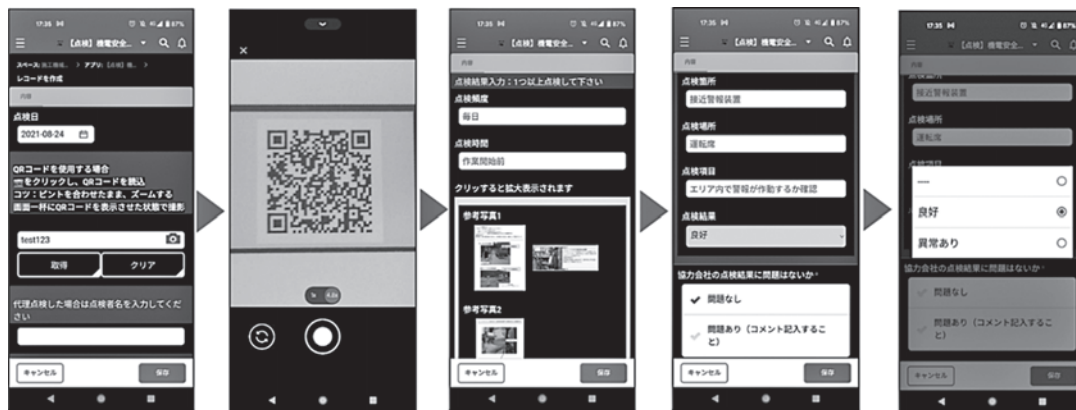 17:35
87%
【点検】機電安全...
スペース: 施工情報... > アプリ: 【点検】機... >
レコードを作成
内容
点検日
2021-08-24
QRコードを使用する場合
をクリックし、QRコードを読込
コツ：ピントを合わせたまま、ズームする
画面一杯にQRコードを表示させた状態で撮影
test123
取得
クリア
代理点検した場合は点検者名を入力してくだ
さい
キャンセル
保存
1x
17:35
87%
【点検】機電安全...
内容
点検結果入力：1つ以上点検して下さい
点検頻度
毎日
点検時間
作業開始前
クリックすると拡大表示されます
参考写真1
参考写真2
キャンセル
保存
17:35
87%
【点検】機電安全...
内容
点検箇所
接近警報装置
点検場所
運転席
点検項目
エリア内で警報が作動するか確認
点検結果
良好
協力会社の点検結果に問題はないか*
問題なし
問題あり（コメント記入するこ
と）
キャンセル
保存
17:35
87%
【点検】機電安全...
内容
点検箇所
接近警報装置
点検場所
運転席
点検項目
----
良好
異常あり
協力会社の点検結果に問題はないか*
問題なし
問題あり（コメント記入するこ
と）
キャンセル
保存